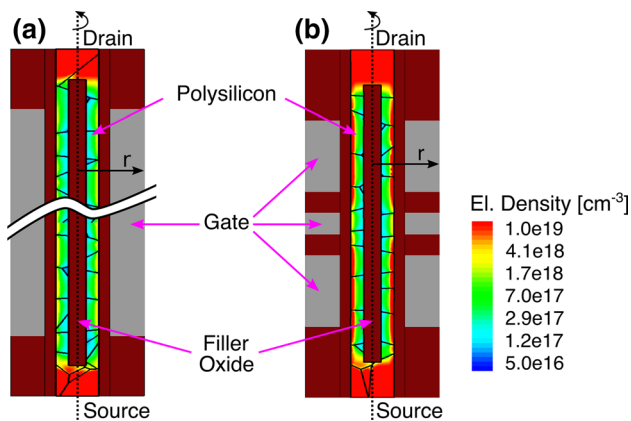 (a)
Drain
Polysilicon
r
Gate
Filler
Oxide
Source
(b)
Drain
r
Source
El. Density [cm-3]
1.0e19
4.1e18
1.7e18
7.0e17
2.9e17
1.2e17
5.0e16